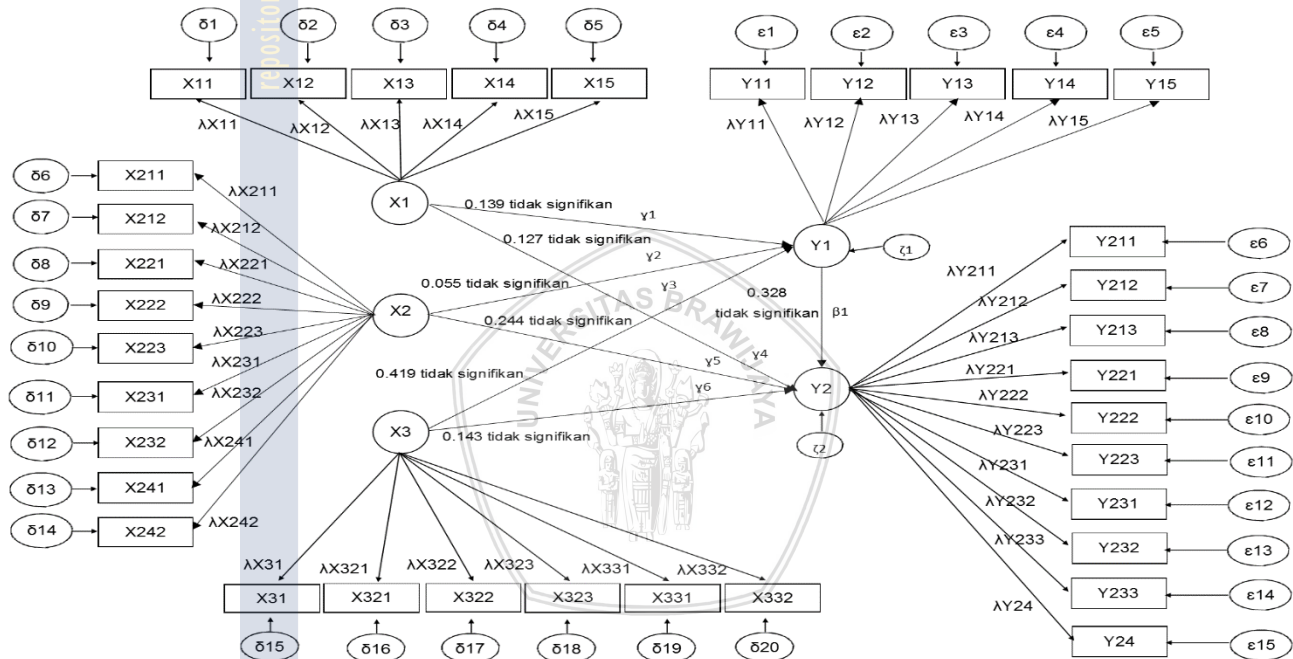 δ1 δ2 δ3 δ4 δ5
ε1 ε2 ε3 ε4 ε5
repositor
X11 X12 X13 X14 X15
Y11 Y12 Y13 Y14 Y15
λX11 λX12 λX13 λX14 λX15
λY11 λY12 λY13 λY14 λY15
δ6 X211 λX211
δ7 X212 λX212
δ8 X221 λX221
δ9 X222 λX222
δ10 X223 λX223
δ11 X231 λX231
δ12 X232 λX232
δ13 X241 λX241
δ14 X242 λX242
X1
0.139 tidak signifikan γ1
0.127 tidak signifikan
γ2
Y1
ζ1
X2
0.055 tidak signifikan
γ3
0.328
tidak signifikan β1
0.244 tidak signifikan
γ5 γ4
0.419 tidak signifikan
γ6
Y2
ζ2
X3
0.143 tidak signifikan
UNIVERSITAS BRAWIJAYA
λY211 Y211 ε6
λY212 Y212 ε7
λY213 Y213 ε8
λY221 Y221 ε9
λY222 Y222 ε10
λY223 Y223 ε11
λY231 Y231 ε12
λY232 Y232 ε13
λY233 Y233 ε14
λY24 Y24 ε15
λX31 λX321 λX322 λX323 λX331 λX332
X31 X321 X322 X323 X331 X332
δ15 δ16 δ17 δ18 δ19 δ20